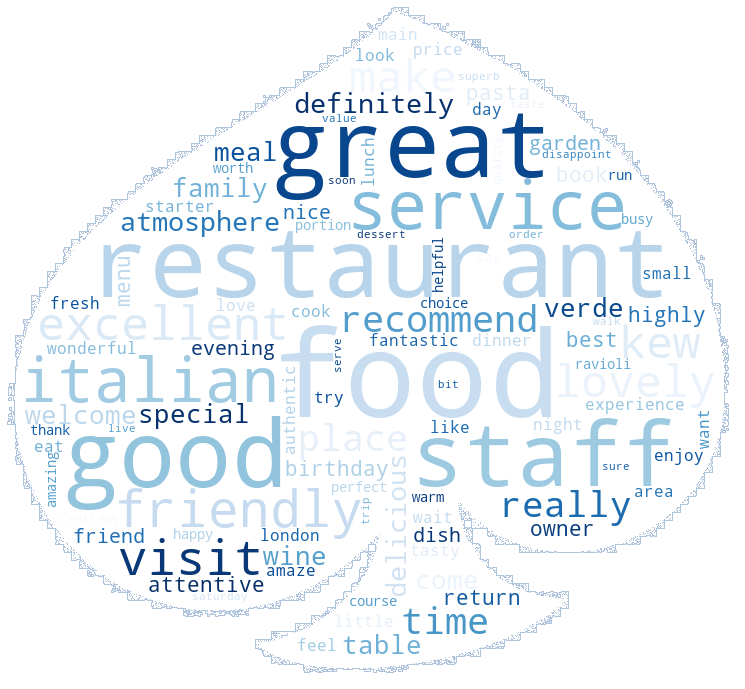 main
look price
make superb
pasta taste
definitely day
value
great garden
meal lunch quality disappoint
worth soon book run
family service
starter nice portion busy
atmosphere dessert order
restaurant helpful small
menu
fresh love cook choice walk
excellent recommend verde highly
wonderful evening fantastic dinner best kew
serve ravioli
italian food lovely
authentic try bit experience
welcome special
thank live place like night want
eat good staff enjoy
amazing birthday sure area
perfect delicious warm really
friendly trip wait owner
friend happy london dish
visit wine tasty
attentive amaze come
saturday course return
little time
feel table